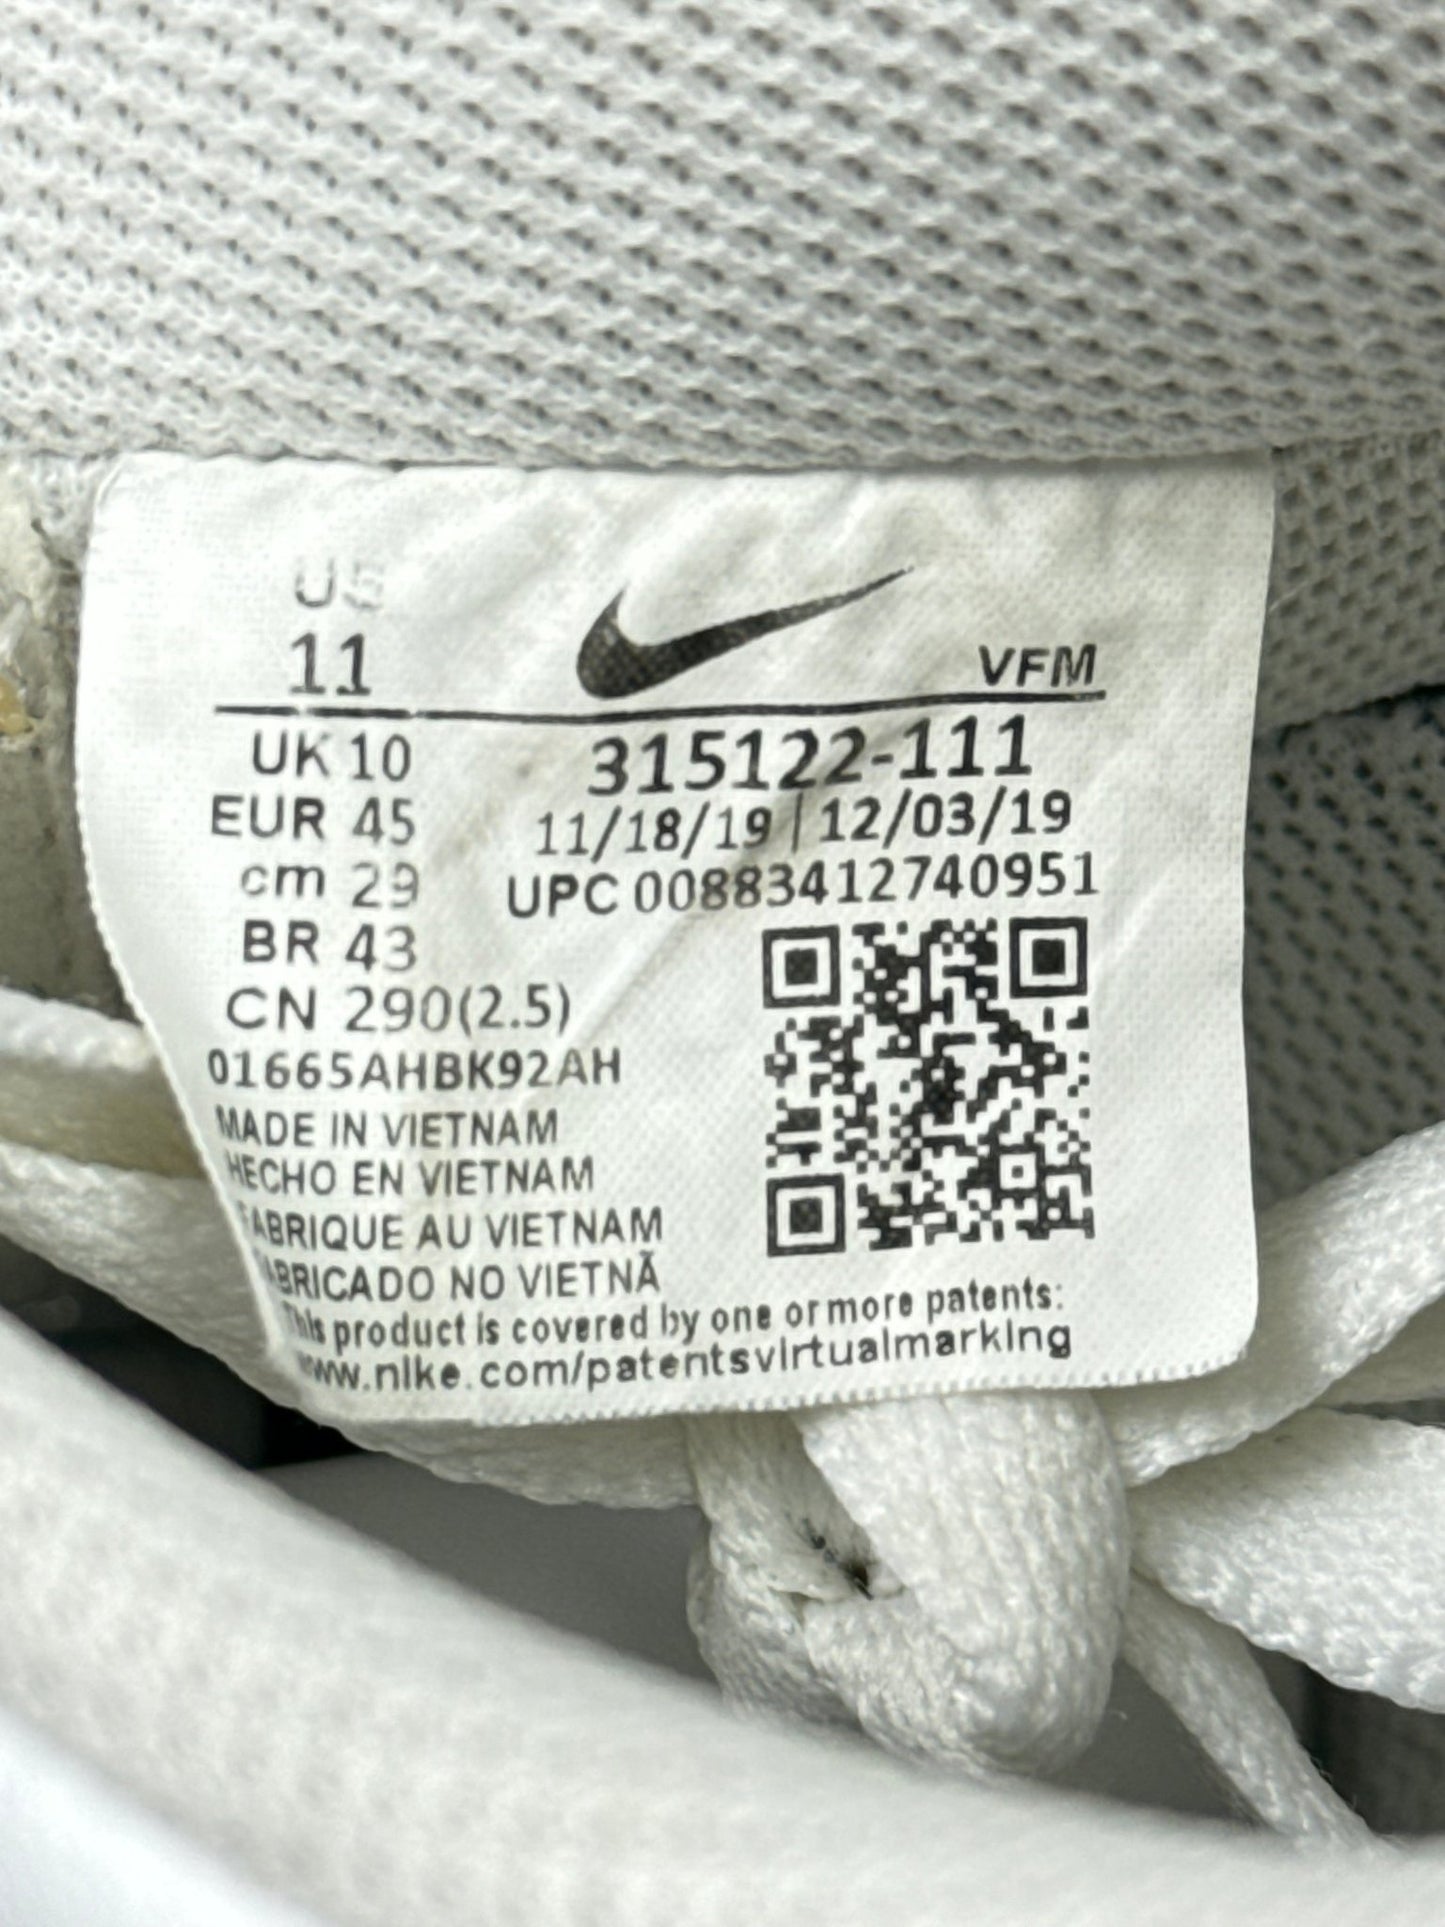 US
11
VFM
UK 10
315122-111
EUR 45
11/18/19 | 12/03/19
cm 29
UPC 00883412740951
BR 43
CN 290(2.5)
01665AHBK92AH
MADE IN VIETNAM
HECHO EN VIETNAM
FABRIQUE AU VIETNAM
ABRICADO NO VIETNÃ
This product is covered by one or more patents:
www.nike.com/patentsvirtualmarking